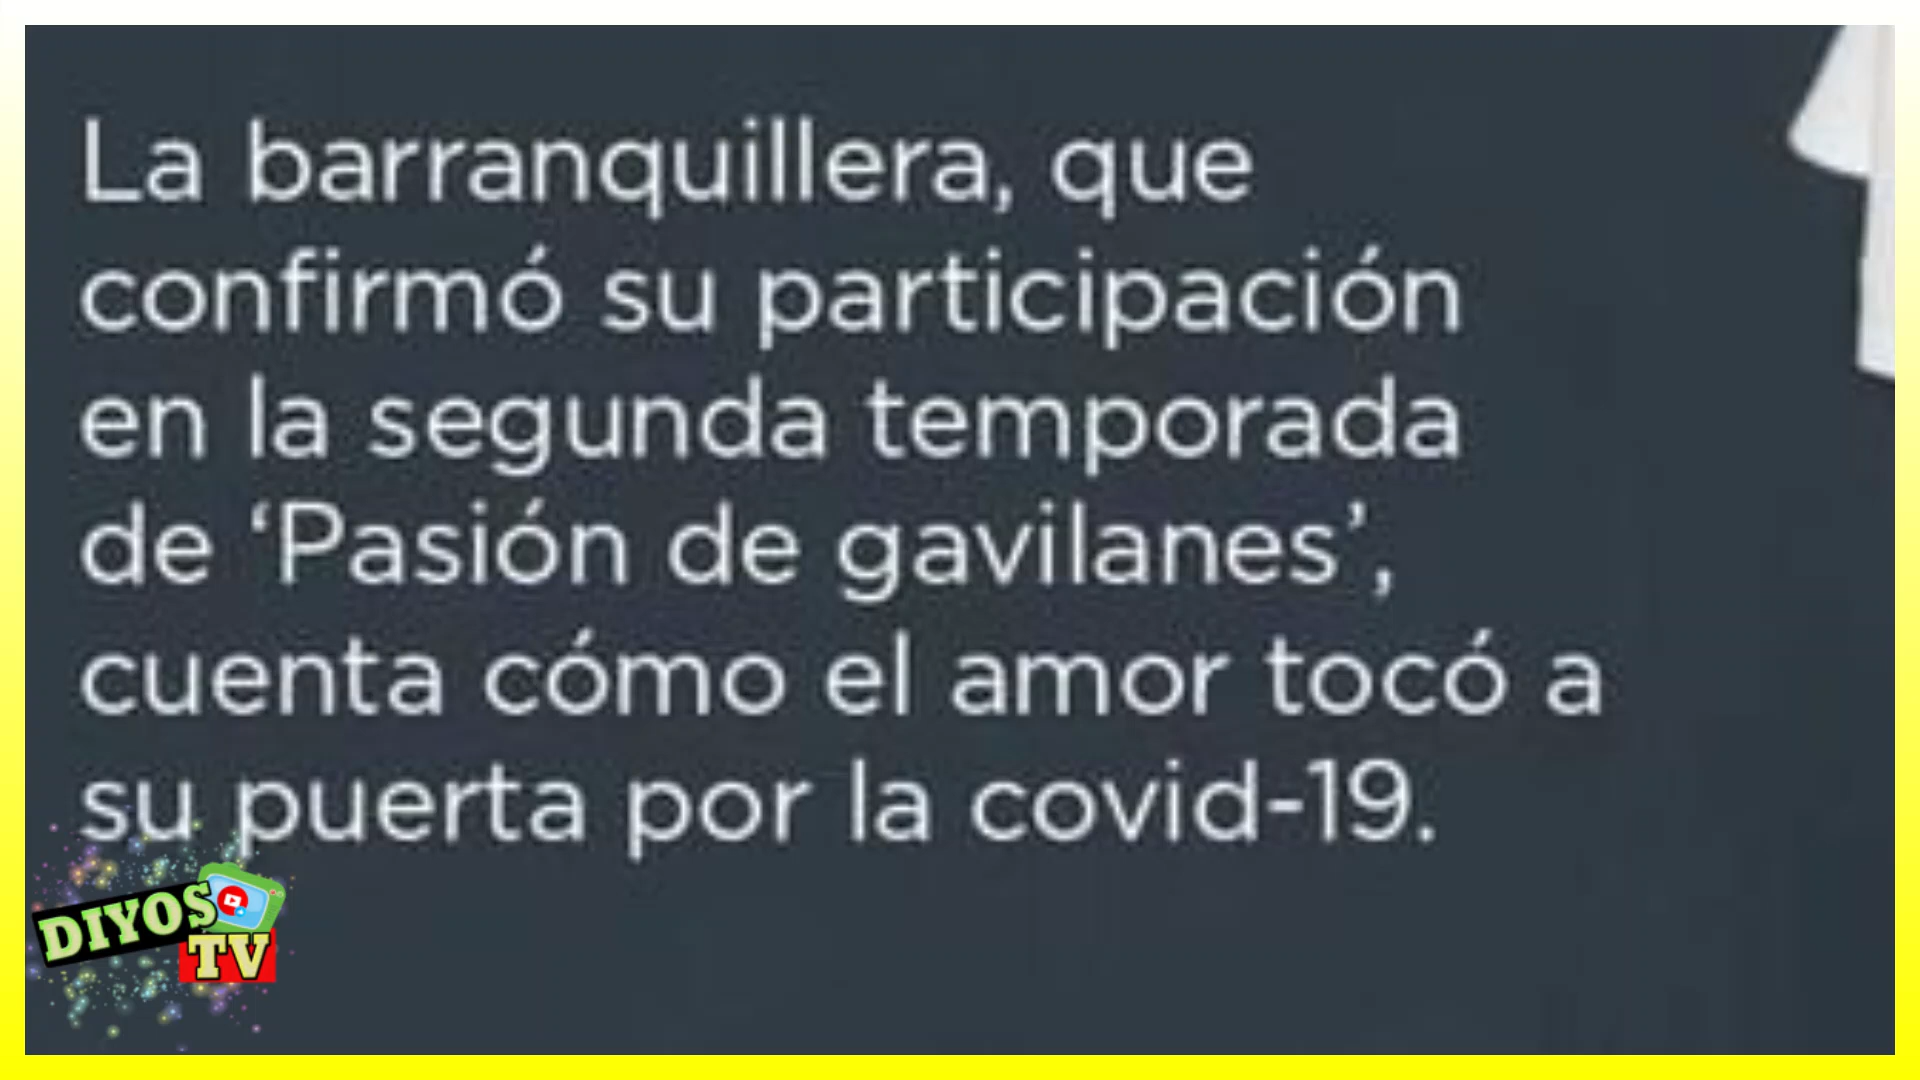 La barranquillera, que
confirmó su participación
en la segunda temporada
de ‘Pasión de gavilanes’,
cuenta cómo el amor tocó a
su puerta por la covid-19.
DIYOS
TV